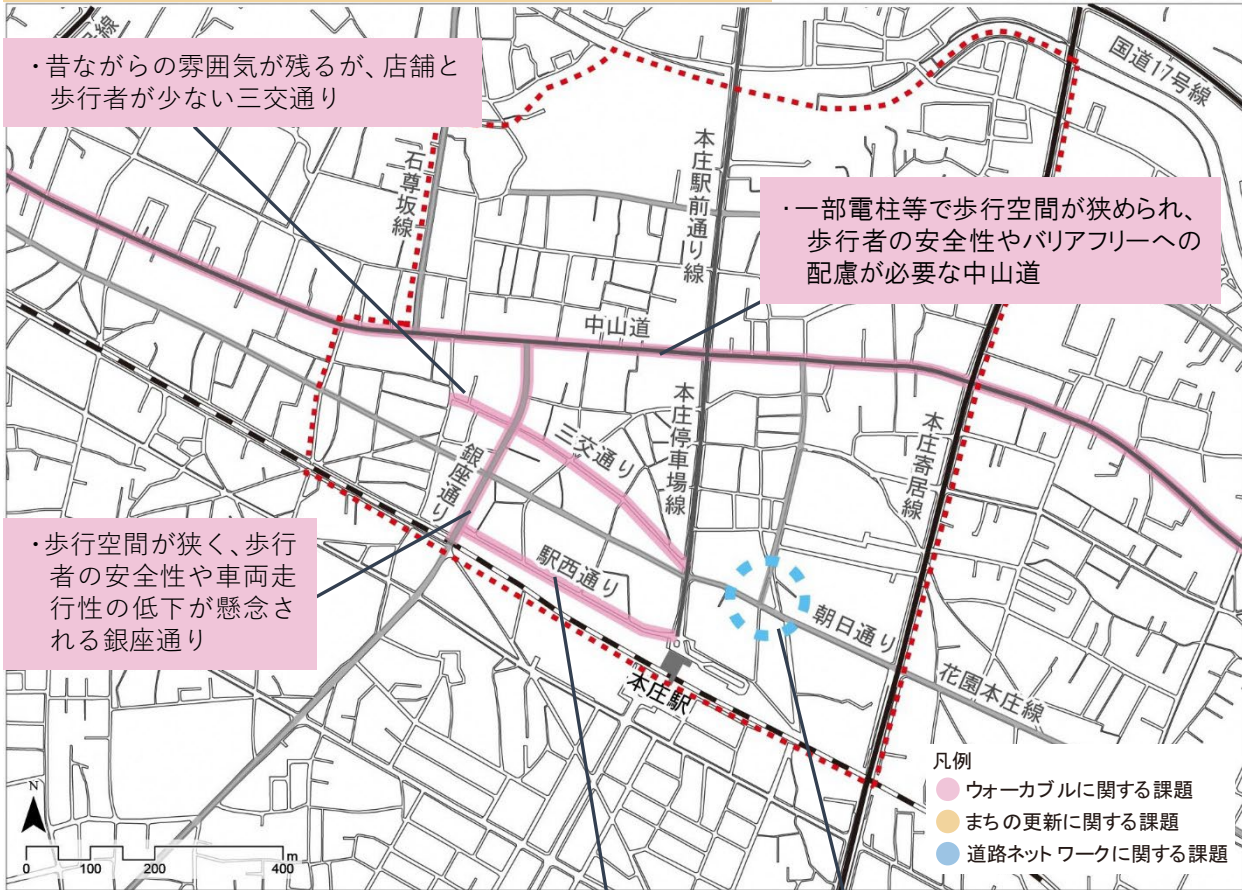 国道17号線
・昔ながらの雰囲気が残るが、店舗と
歩行者が少ない三交通り
石尊坂線
本庄駅前通り線
・一部電柱等で歩行空間が狭められ、
歩行者の安全性やバリアフリーへの
配慮が必要な中山道
中山道
三交通り
本庄停車場線
本庄寄居線
銀座通り
・歩行空間が狭く、歩行
者の安全性や車両走
行性の低下が懸念さ
れる銀座通り
駅西通り
朝日通り
本庄駅
花園本庄線
凡例
ウォーカブルに関する課題
まちの更新に関する課題
道路ネットワークに関する課題
N
0 100 200 400 m